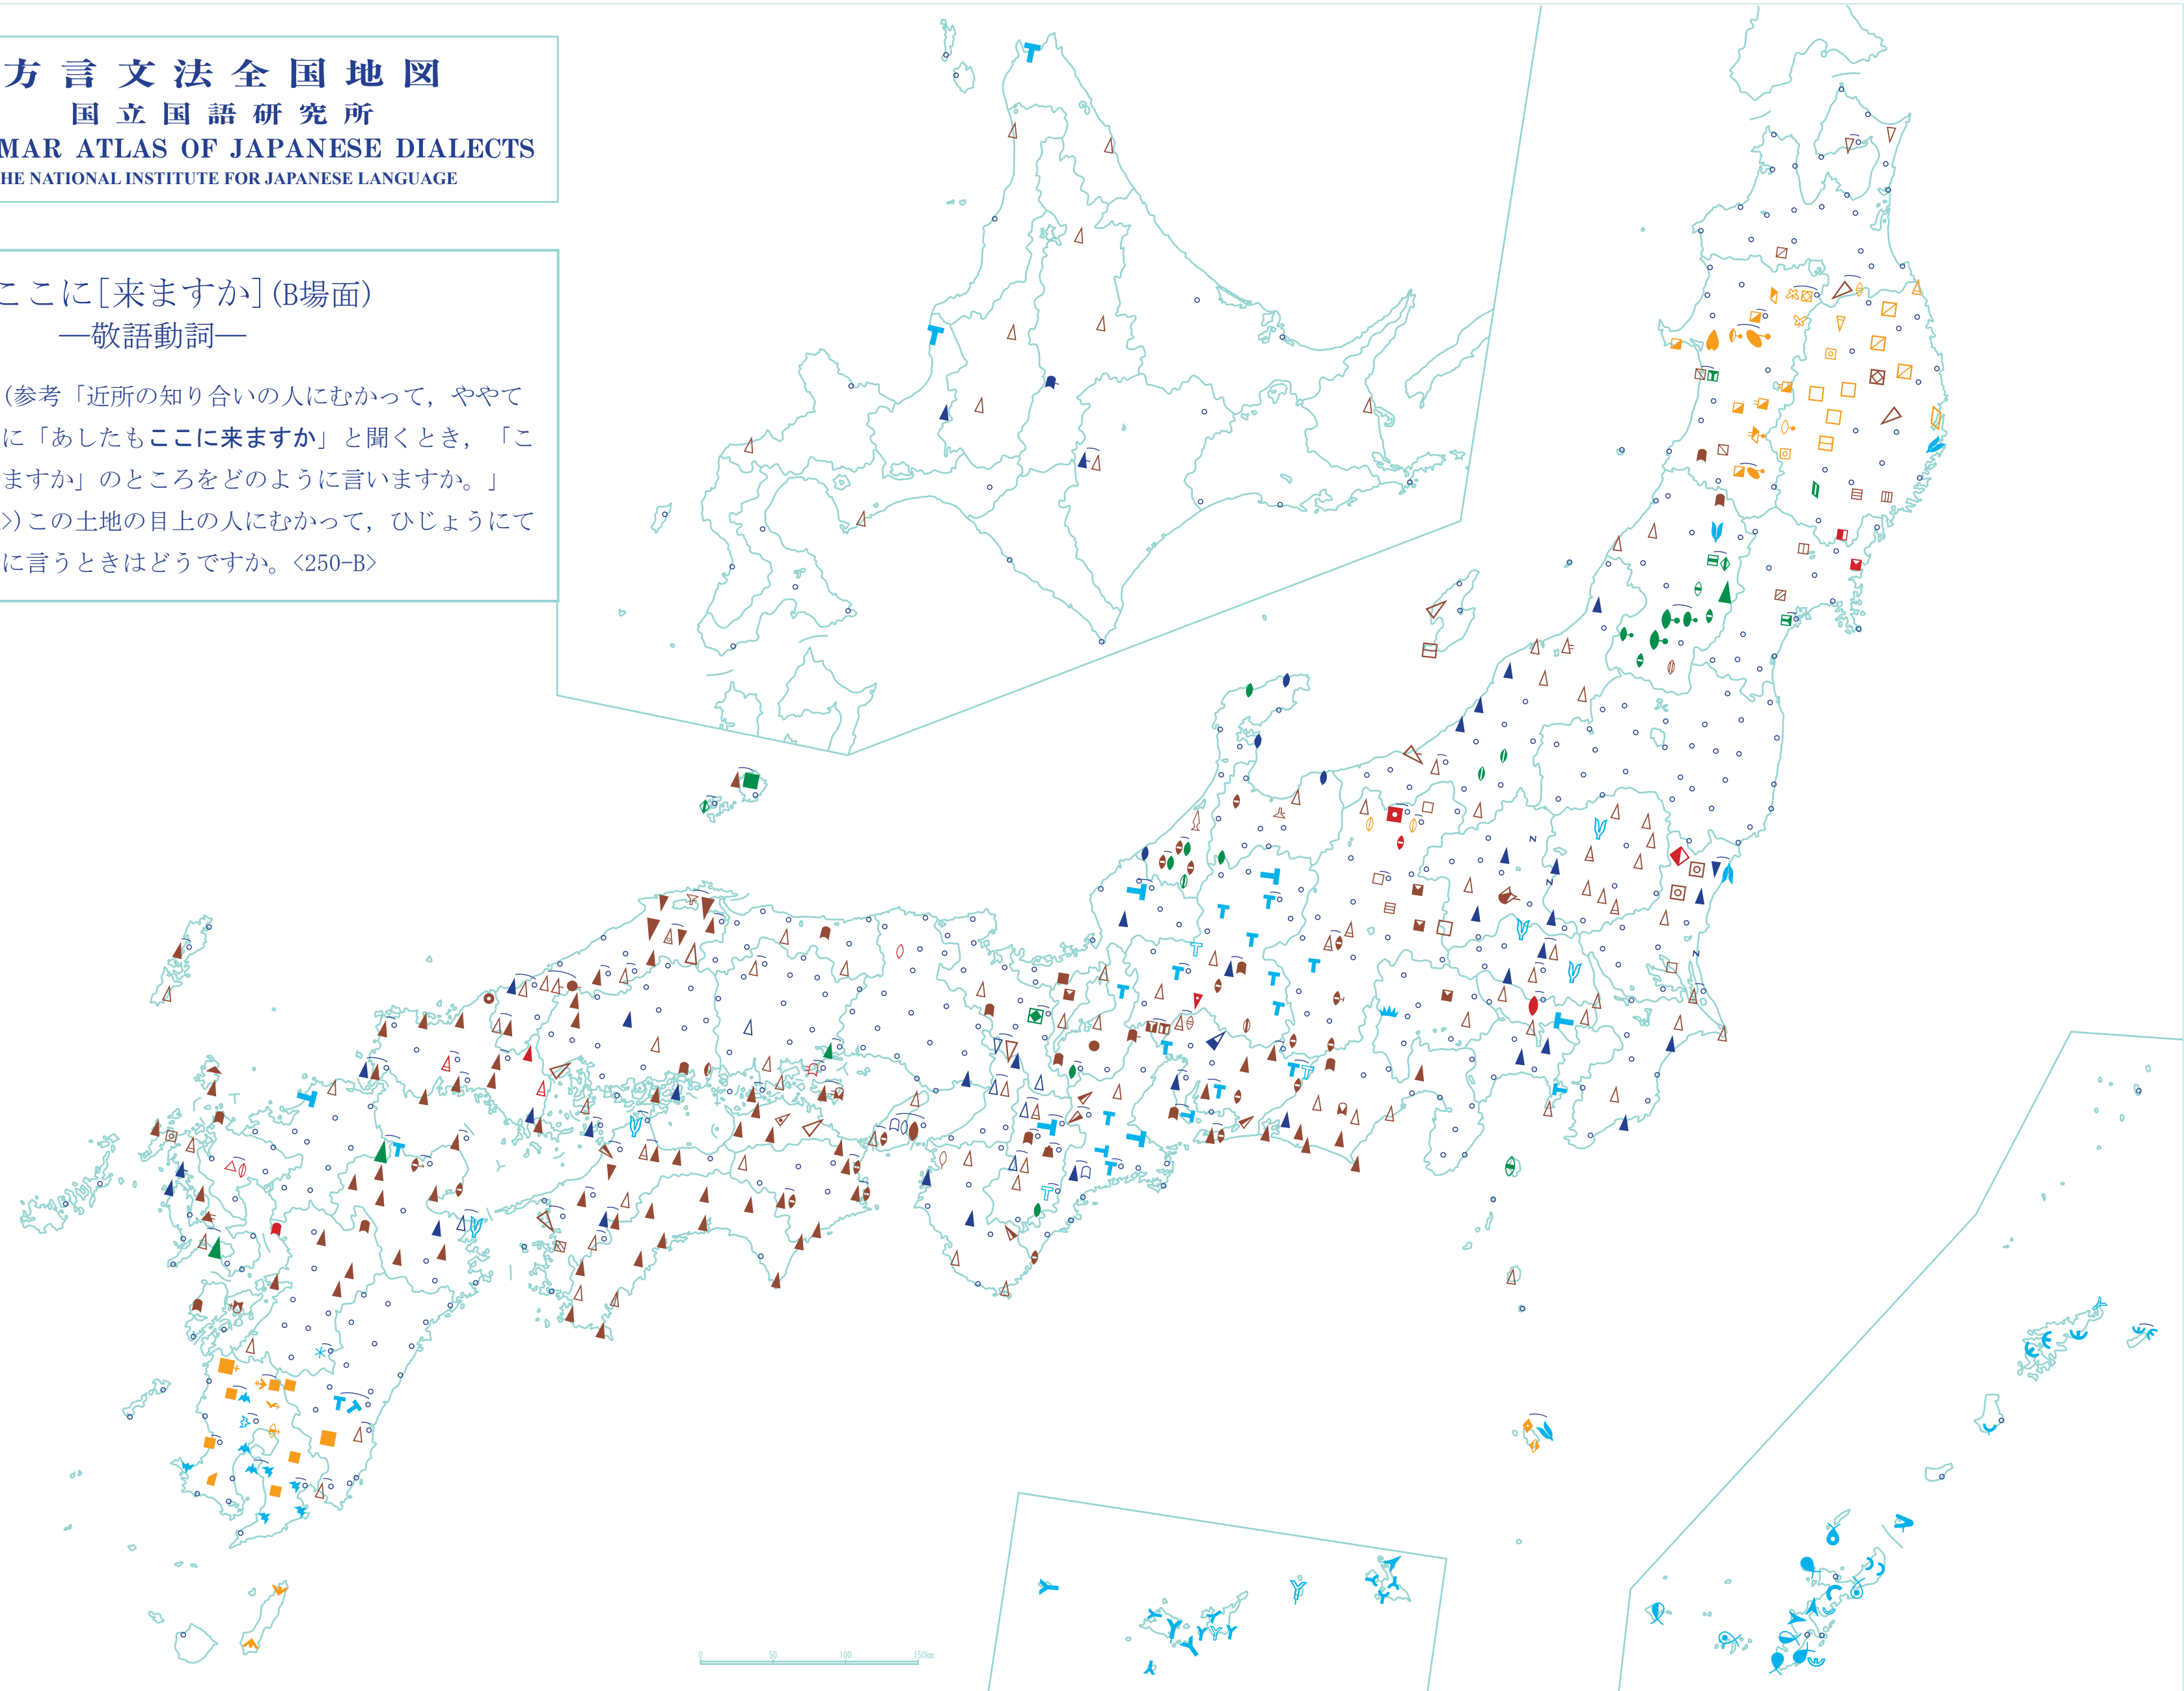 方言文法全国地図
国立国語研究所
MAR ATLAS OF JAPANESE DIALECTS
HE NATIONAL INSTITUTE FOR JAPANESE LANGUAGE
ここに[来ますか](B場面)
―敬語動詞―
(参考「近所の知り合いの人にむかって，ややて
に「あしたもここに来ますか」と聞くとき，「こ
ますか」のところをどのように言いますか。」
>)この土地の目上の人にむかって，ひじょうにて
に言うときはどうですか。<250-B>
0 50 100 150km